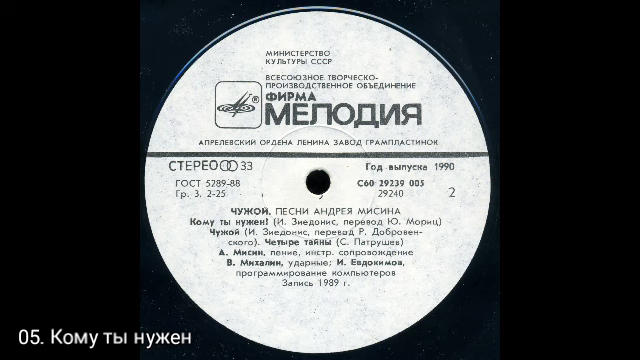 МИНИСТЕРСТВО
КУЛЬТУРЫ СССР
ВСЕСОЮЗНОЕ ТВОРЧЕСКО-
ПРОИЗВОДСТВЕННОЕ ОБЪЕДИНЕНИЕ
ФИРМА
® МЕЛОДИЯ
АПРЕЛЕВСКИЙ ОРДЕНА ЛЕНИНА ЗАВОД ГРАМПЛАСТИНОК
СТЕРЕО 33 Год выпуска 1990
ГОСТ 5289-88 С60 29239 005
Гр. 3. 2-25 29240 2
ЧУЖОЙ. ПЕСНИ АНДРЕЯ МИСИНА
Кому ты нужен! (И. Зиедонис, перевод Ю. Мориц)
Чужой (И. Зиедонис, перевод Р. Добровен-
ского). Четыре тайны (С. Патрушев)
А. Мисин, пение, инстр. сопровождение
В. Михалин, ударные; И. Евдокимов,
программирование компьютеров
Запись 1989 г.
05. Кому ты нужен